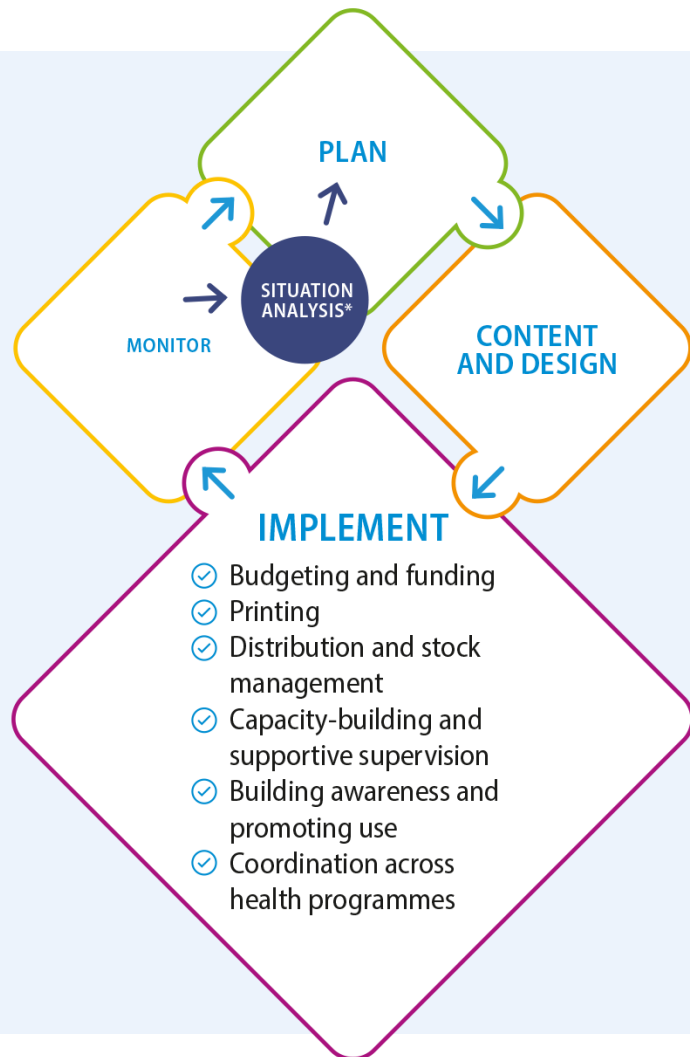 PLAN
SITUATION
ANALYSIS*
MONITOR
CONTENT
AND DESIGN
IMPLEMENT
Budgeting and funding
Printing
Distribution and stock
management
Capacity-building and
supportive supervision
Building awareness and
promoting use
Coordination across
health programmes